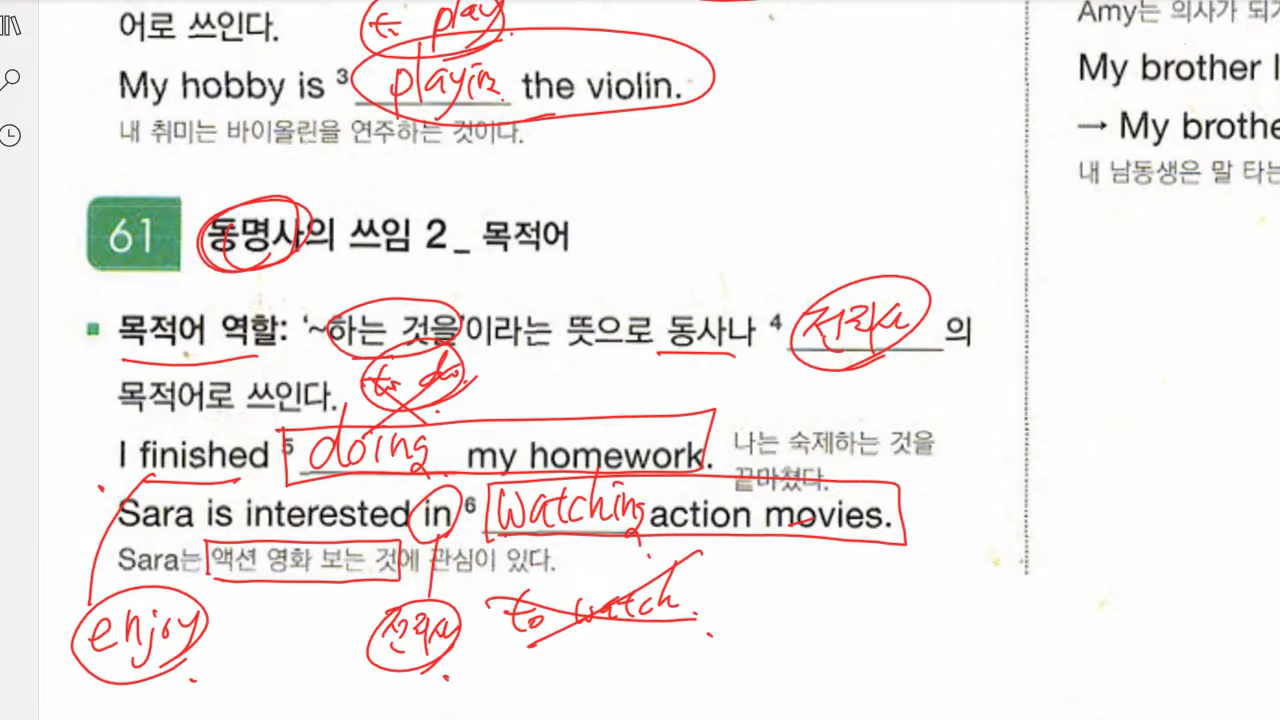 to play
어로 쓰인다.
My hobby is ³ playing the violin.
내 취미는 바이올린을 연주하는 것이다.
61 동명사의 쓰임 2_ 목적어
목적어 역할: '~하는 것을'이라는 뜻으로 동사나 ⁴ 전치사 의
목적어로 쓰인다. to do
I finished ⁵ doing my homework. 나는 숙제하는 것을
끝마쳤다.
Sara is interested in ⁶ watching action movies.
Sara는 액션 영화 보는 것에 관심이 있다.
enjoy 전치사 to watch
Amy는 의사가 되기
My brother l
→ My brothe
내 남동생은 말 타는